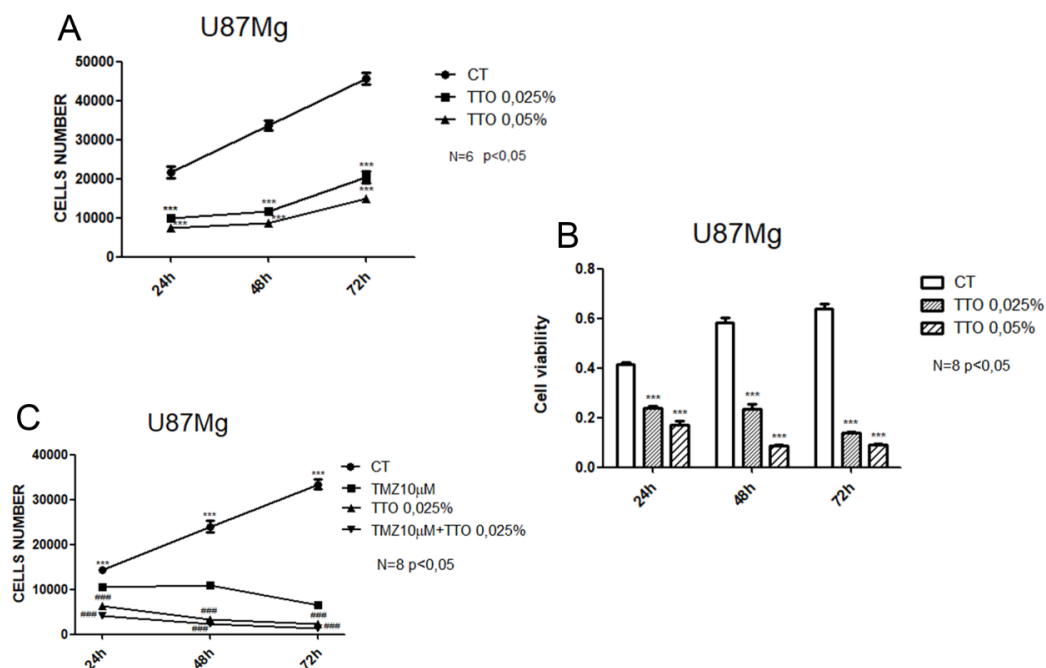 A
U87Mg
CELLS NUMBER
50000
40000
30000
20000
10000
0
24h
48h
72h
***
***
***
***
***
***
CT
TTO 0,025%
TTO 0,05%
N=6 p<0,05
B
U87Mg
Cell viability
0.8
0.6
0.4
0.2
0.0
24h
48h
72h
***
***
***
***
***
***
CT
TTO 0,025%
TTO 0,05%
N=8 p<0,05
C
U87Mg
CELLS NUMBER
40000
30000
20000
10000
0
24h
48h
72h
***
***
***
###
###
###
###
###
###
CT
TMZ10µM
TTO 0,025%
TMZ10µM+TTO 0,025%
N=8 p<0,05